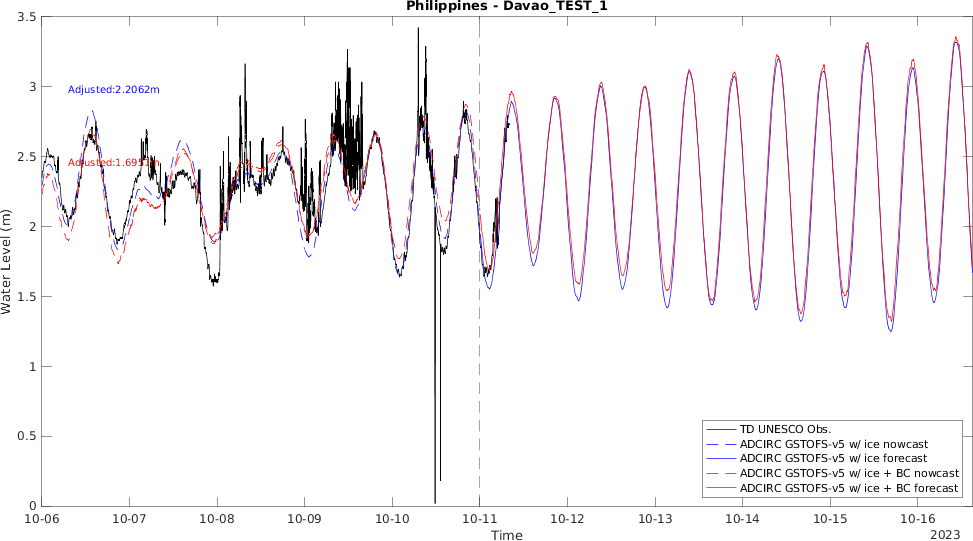 Philippines - Davao_TEST_1
Water Level (m)
3.5
3
2.5
2
1.5
1
0.5
0
Adjusted:2.2062m
Adjusted:1.695
TD UNESCO Obs.
ADCIRC GSTOFS-v5 w/ ice nowcast
ADCIRC GSTOFS-v5 w/ ice forecast
ADCIRC GSTOFS-v5 w/ ice + BC nowcast
ADCIRC GSTOFS-v5 w/ ice + BC forecast
10-06 10-07 10-08 10-09 10-10 10-11 10-12 10-13 10-14 10-15 10-16
Time
2023